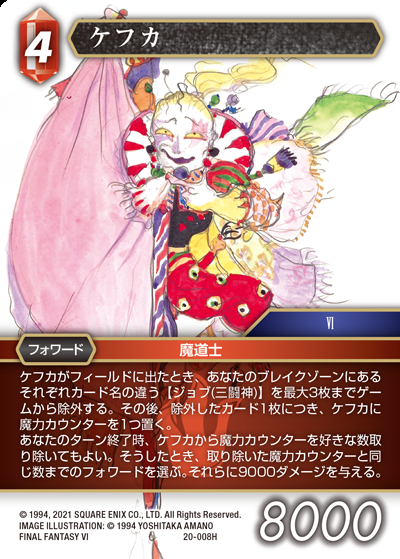 4
ケフカ
VI
フォワード
魔道士
ケフカがフィールドに出たとき、あなたのブレイクゾーンにある
それぞれカード名の違う【ジョブ(三闘神)】を最大3枚までゲー
ムから除外する。その後、除外したカード1枚につき、ケフカに
魔力カウンターを1つ置く。
あなたのターン終了時、ケフカから魔力カウンターを好きな数取
り除いてもよい。そうしたとき、取り除いた魔力カウンターと同
じ数までのフォワードを選ぶ。それらに9000ダメージを与える。
© 1994, 2021 SQUARE ENIX CO., LTD. All Rights Reserved.
IMAGE ILLUSTRATION: © 1994 YOSHITAKA AMANO
FINAL FANTASY VI
20-008H
8000